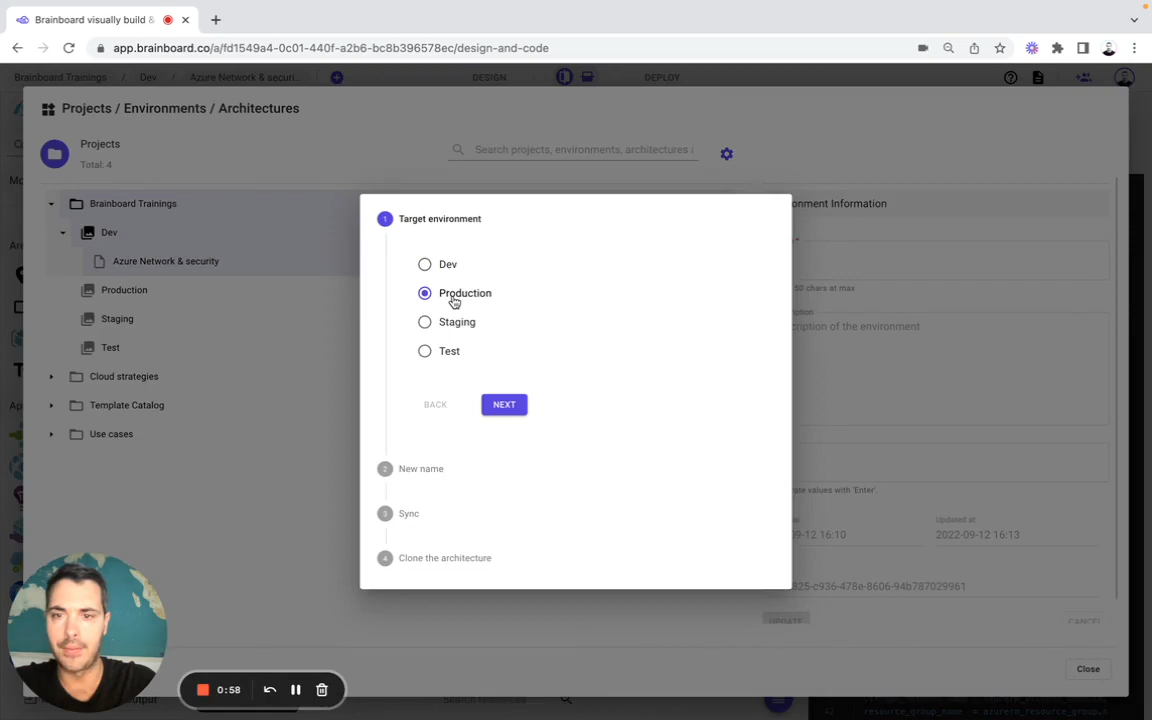 Brainboard visually build &
app.brainboard.co/a/fd1549a4-0c01-440f-a2b6-bc8b396578ec/design-and-code
Brainboard Trainings / Dev / Azure Network & securi...
DESIGN
DEPLOY
Projects / Environments / Architectures
Projects
Total: 4
Search projects, environments, architectures
Brainboard Trainings
Dev
Azure Network & security
Production
Staging
Test
Cloud strategies
Template Catalog
Use cases
1 Target environment
Dev
Production
Staging
Test
BACK
NEXT
2 New name
3 Sync
4 Clone the architecture
onment Information
50 chars at max
cription of the environment
rate values with 'Enter'.
Updated at
2022-09-12 16:10
2022-09-12 16:13
825-c936-478e-8606-94b787029961
UPDATE
CANCEL
Close
0:58